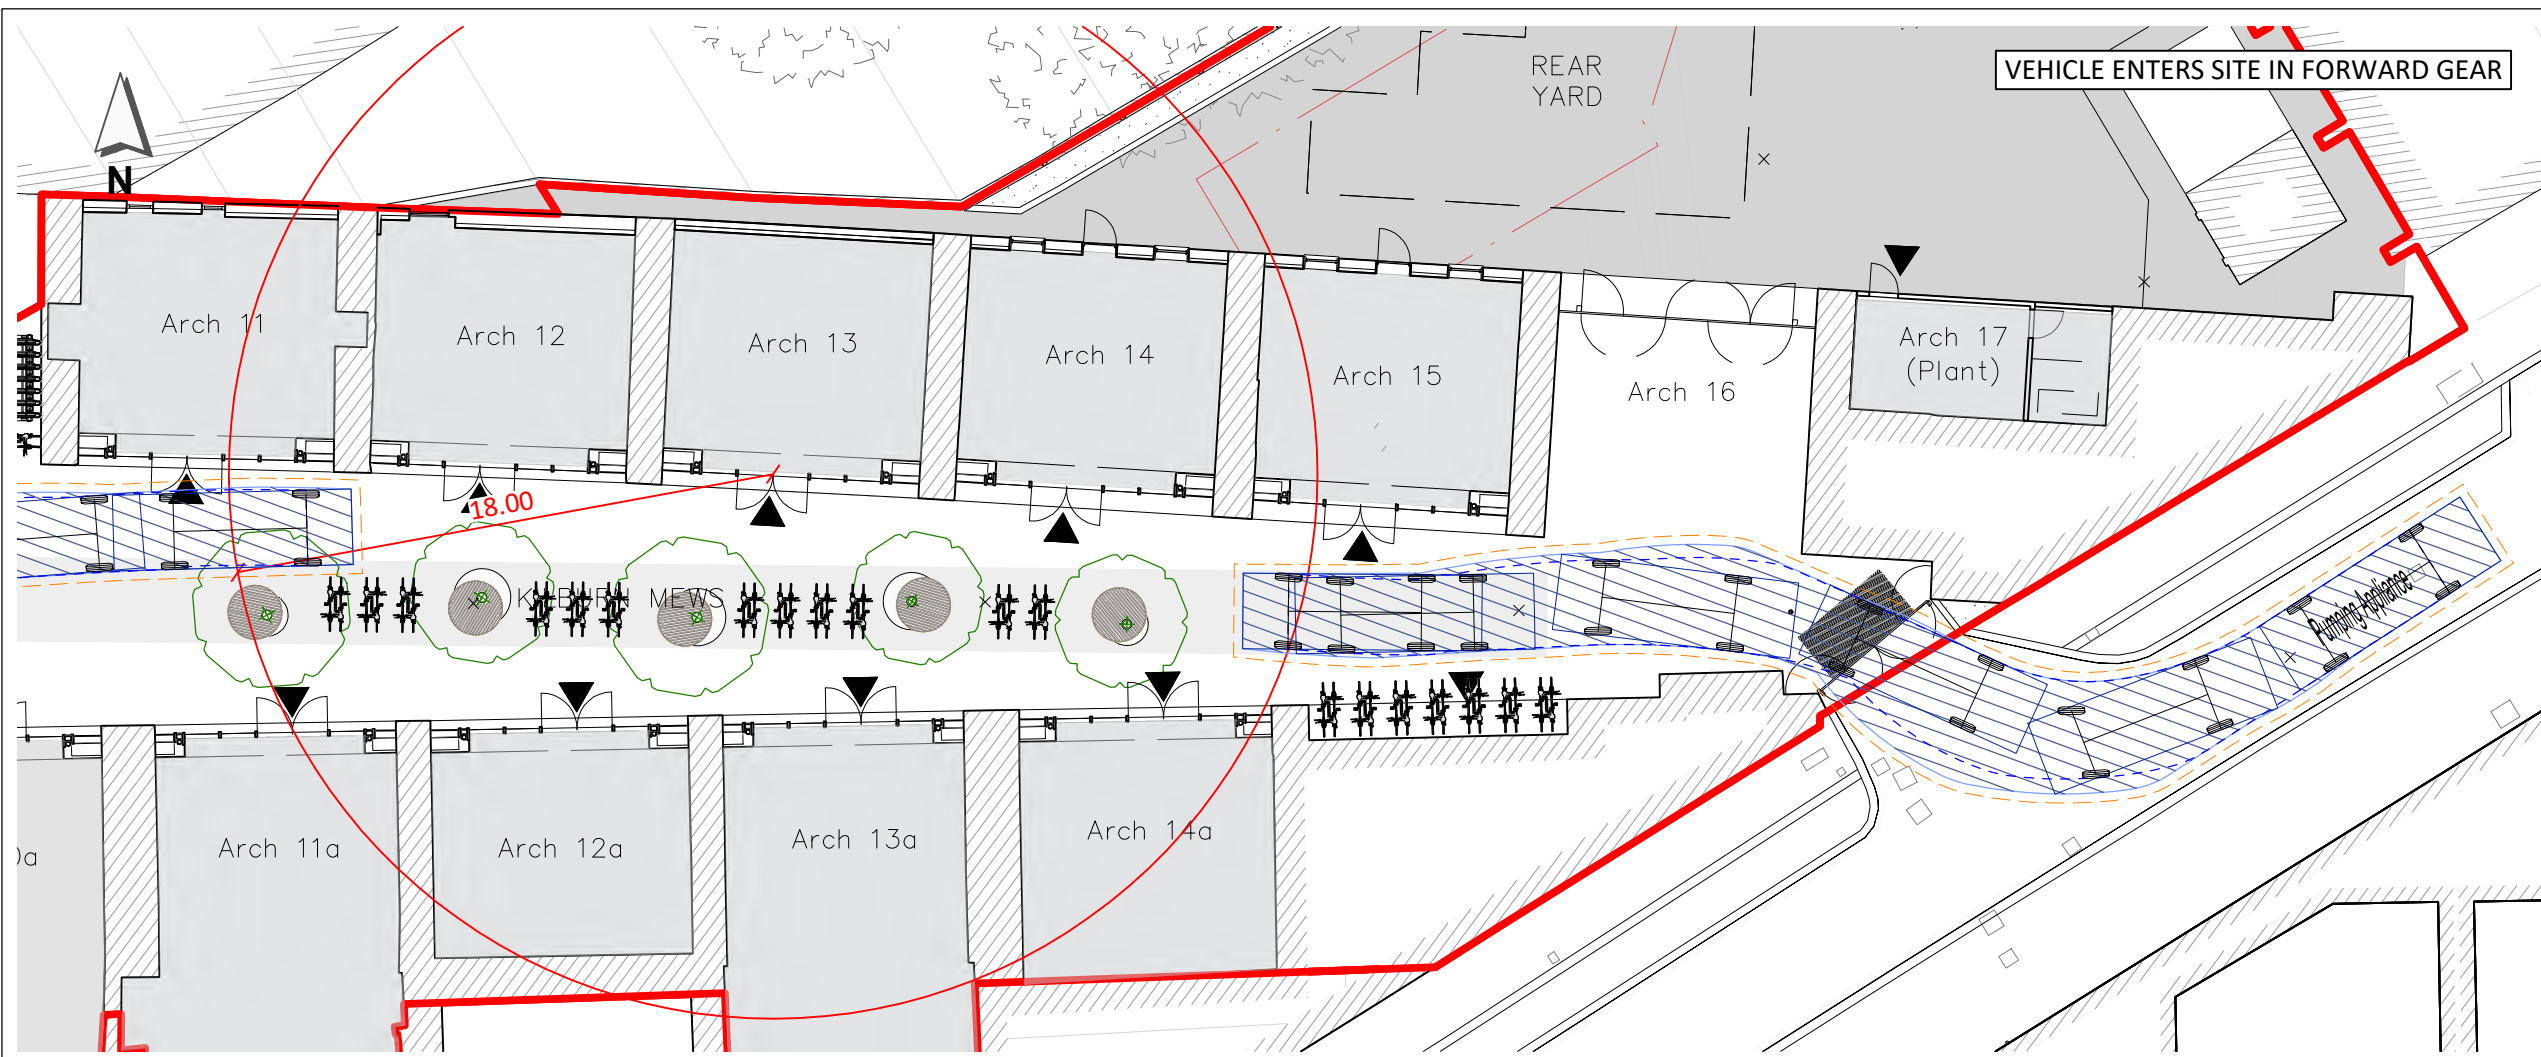 VEHICLE ENTERS SITE IN FORWARD GEAR
REAR
YARD
N
Arch 11
Arch 12
Arch 13
Arch 14
Arch 15
Arch 16
Arch 17
(Plant)
18.00
MEWS
Pumping Appliance
Arch 11a
Arch 12a
Arch 13a
Arch 14a